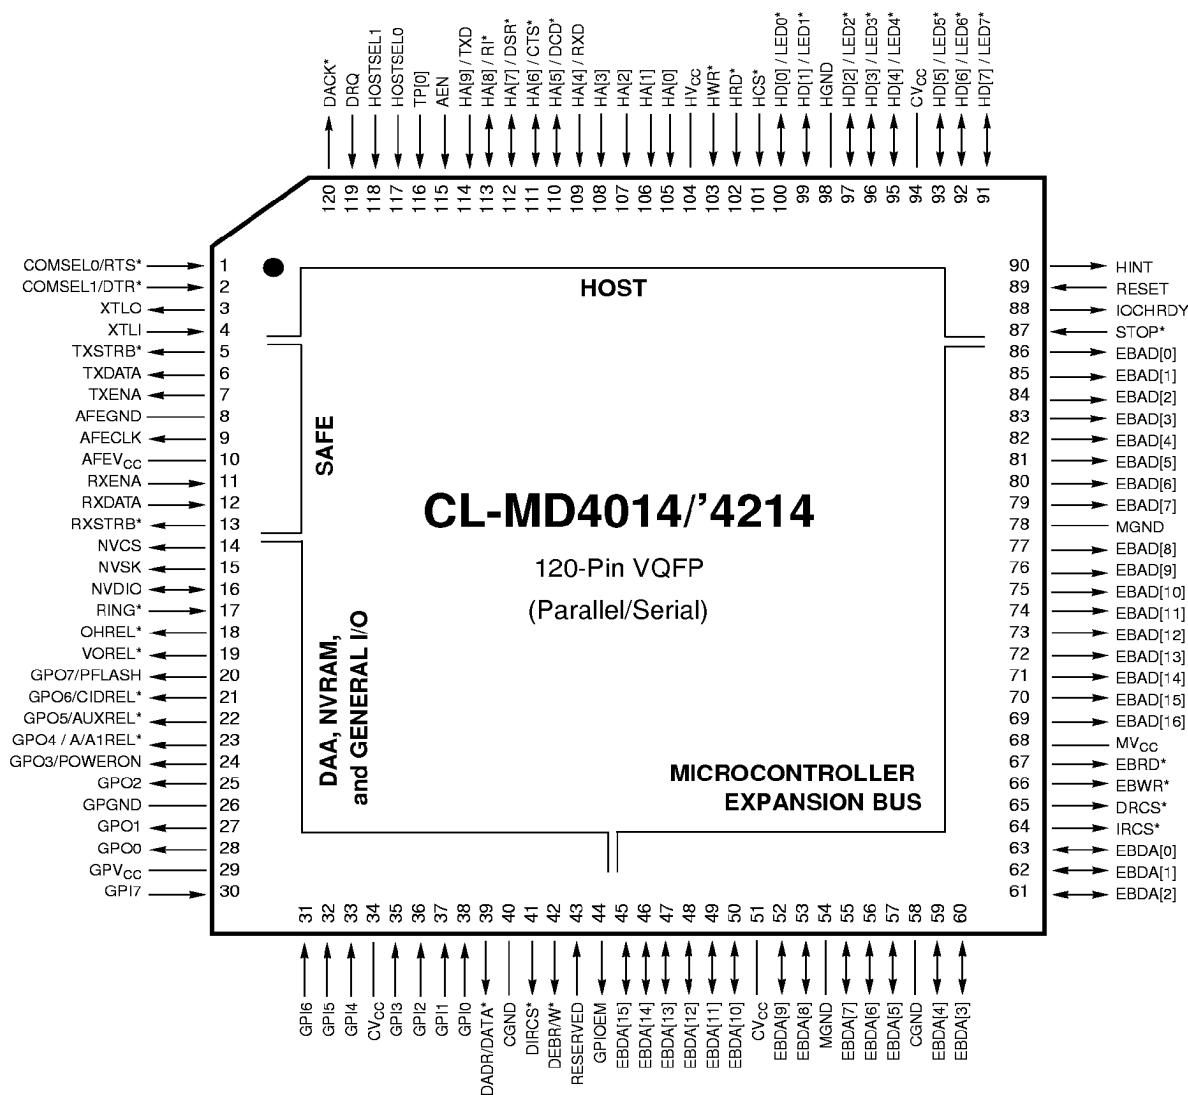 DACK*
DRQ
HOSTSEL1
HOSTSEL0
TP[0]
AEN
HA[9] / TXD
HA[8] / RI*
HA[7] / DSR*
HA[6] / CTS*
HA[5] / DCD*
HA[4] / RXD
HA[3]
HA[2]
HA[1]
HA[0]
HVCC
HWR*
HRD*
HCS*
HD[0] / LED0*
HD[1] / LED1*
HGND
HD[2] / LED2*
HD[3] / LED3*
HD[4] / LED4*
CVCC
HD[5] / LED5*
HD[6] / LED6*
HD[7] / LED7*
120
119
118
117
116
115
114
113
112
111
110
109
108
107
106
105
104
103
102
101
100
99
98
97
96
95
94
93
92
91
COMSEL0/RTS* 1
COMSEL1/DTR* 2
XTLO 3
XTLI 4
TXSTRB* 5
TXDATA 6
TXENA 7
AFEGND 8
AFECLK 9
AFEVCC 10
RXENA 11
RXDATA 12
RXSTRB* 13
NVCS 14
NVSK 15
NVDIO 16
RING* 17
OHREL* 18
VOREL* 19
GPO7/PFLASH 20
GPO6/CIDREL* 21
GPO5/AUXREL* 22
GPO4 / A/A1REL* 23
GPO3/POWERON 24
GPO2 25
GPGND 26
GPO1 27
GPO0 28
GPVCC 29
GPI7 30
HOST
SAFE
CL-MD4014/'4214
120-Pin VQFP
(Parallel/Serial)
DAA, NVRAM,
and GENERAL I/O
MICROCONTROLLER
EXPANSION BUS
90 HINT
89 RESET
88 IOCHRDY
87 STOP*
86 EBAD[0]
85 EBAD[1]
84 EBAD[2]
83 EBAD[3]
82 EBAD[4]
81 EBAD[5]
80 EBAD[6]
79 EBAD[7]
78 MGND
77 EBAD[8]
76 EBAD[9]
75 EBAD[10]
74 EBAD[11]
73 EBAD[12]
72 EBAD[13]
71 EBAD[14]
70 EBAD[15]
69 EBAD[16]
68 MVCC
67 EBRD*
66 EBWR*
65 DRCS*
64 IRCS*
63 EBDA[0]
62 EBDA[1]
61 EBDA[2]
31
32
33
34
35
36
37
38
39
40
41
42
43
44
45
46
47
48
49
50
51
52
53
54
55
56
57
58
59
60
GPI6
GPI5
GPI4
CVCC
GPI3
GPI2
GPI1
GPI0
DADR/DATA*
CGND
DIRCS*
DEBR/W*
RESERVED
GPIOEM
EBDA[15]
EBDA[14]
EBDA[13]
EBDA[12]
EBDA[11]
EBDA[10]
CVCC
EBDA[9]
EBDA[8]
MGND
EBDA[7]
EBDA[6]
EBDA[5]
CGND
EBDA[4]
EBDA[3]